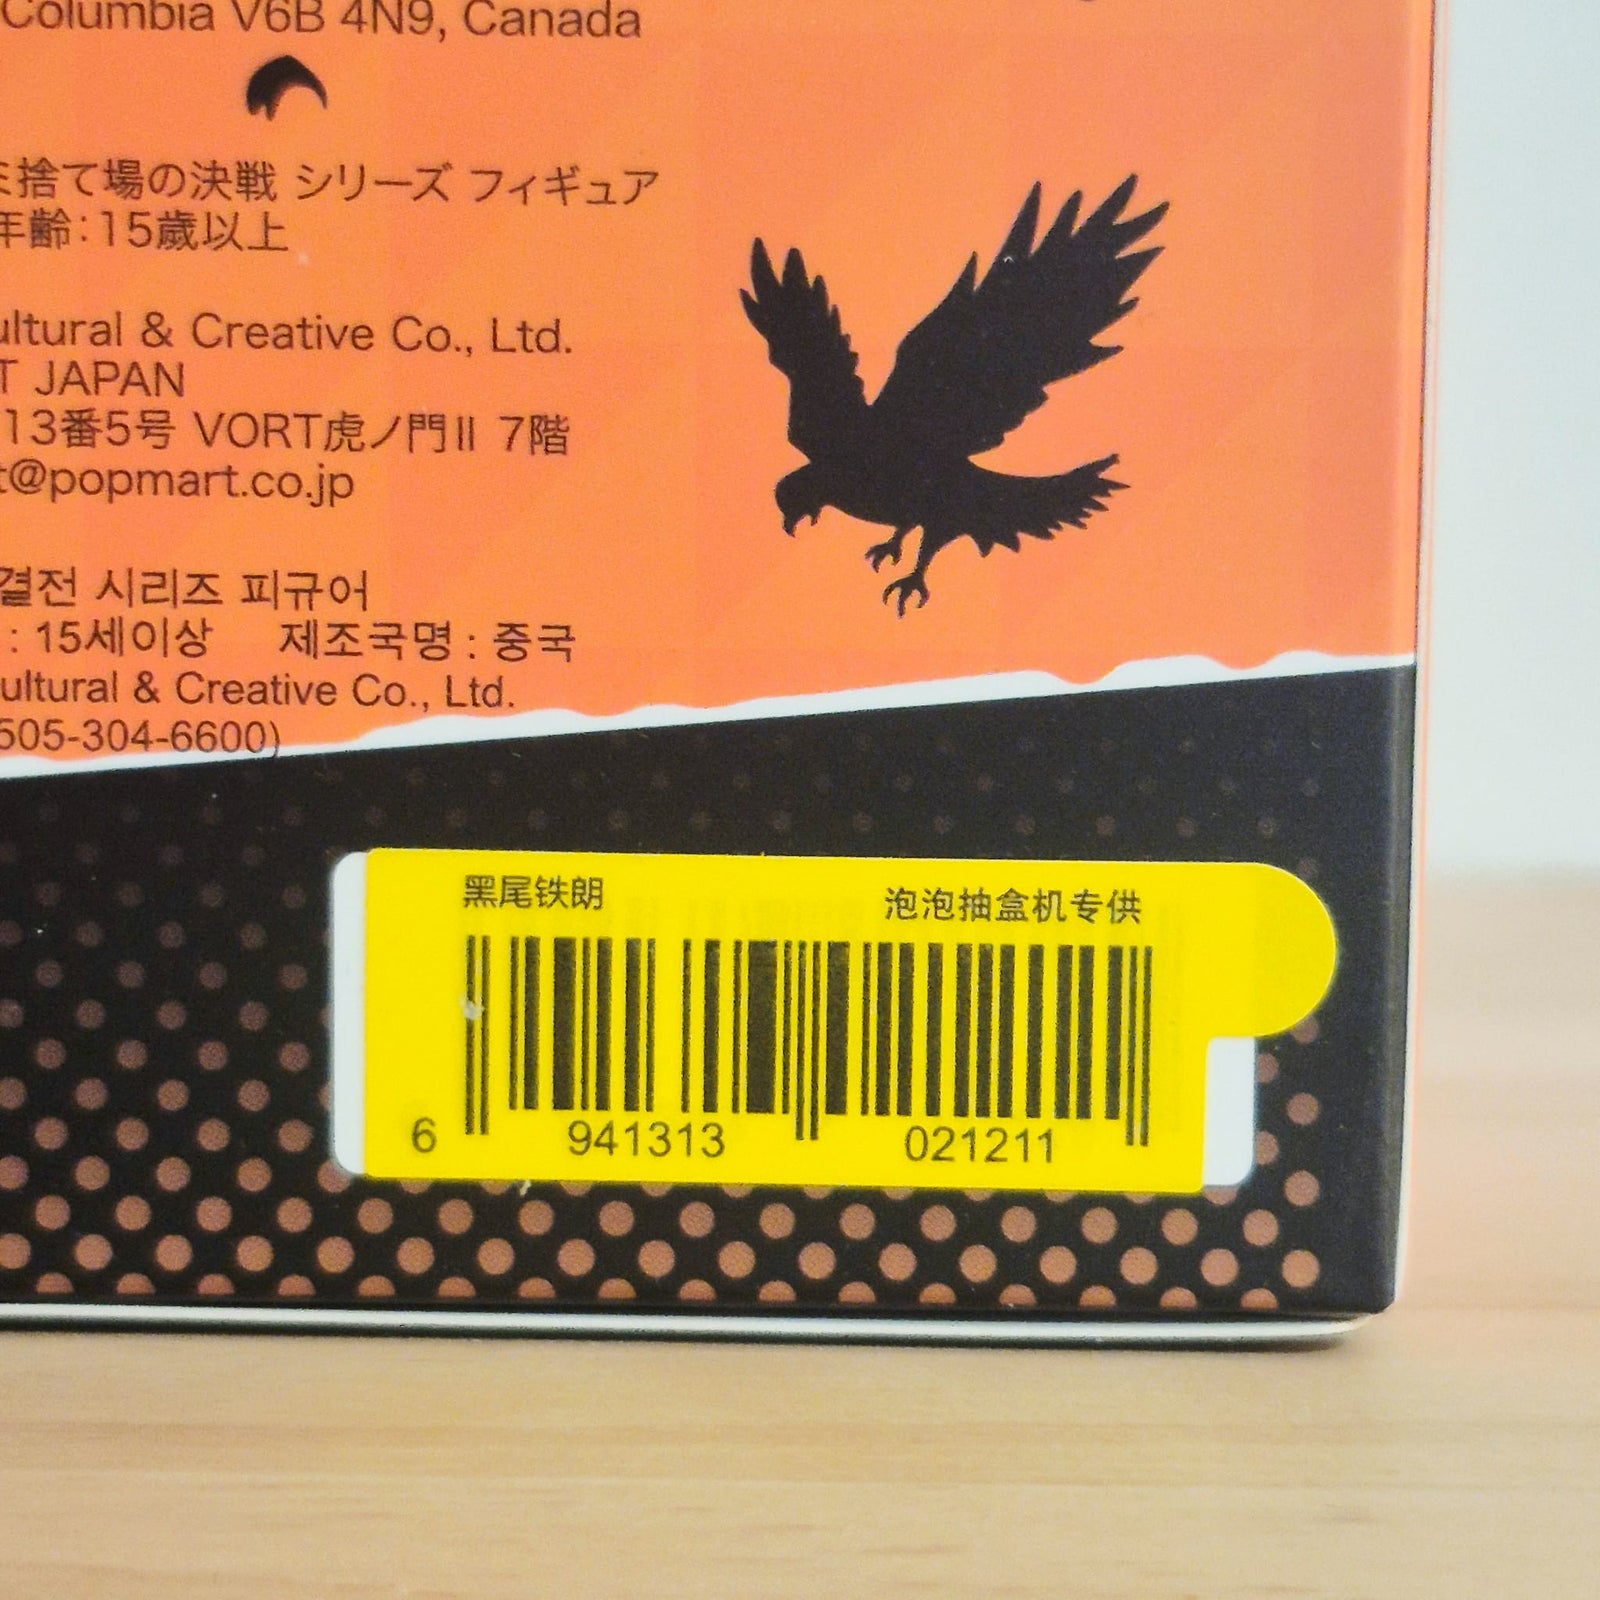 Columbia V6B 4N9, Canada
ミ捨て場の決戦 シリーズ フィギュア
年齢:15歳以上
ultural & Creative Co., Ltd.
T JAPAN
13番5号 VORT虎ノ門II 7階
t@popmart.co.jp
결전 시리즈 피규어
: 15세이상 제조국명 : 중국
ultural & Creative Co., Ltd.
505-304-6600)
黑尾铁朗 泡泡抽盒机专供
6 941313 021211